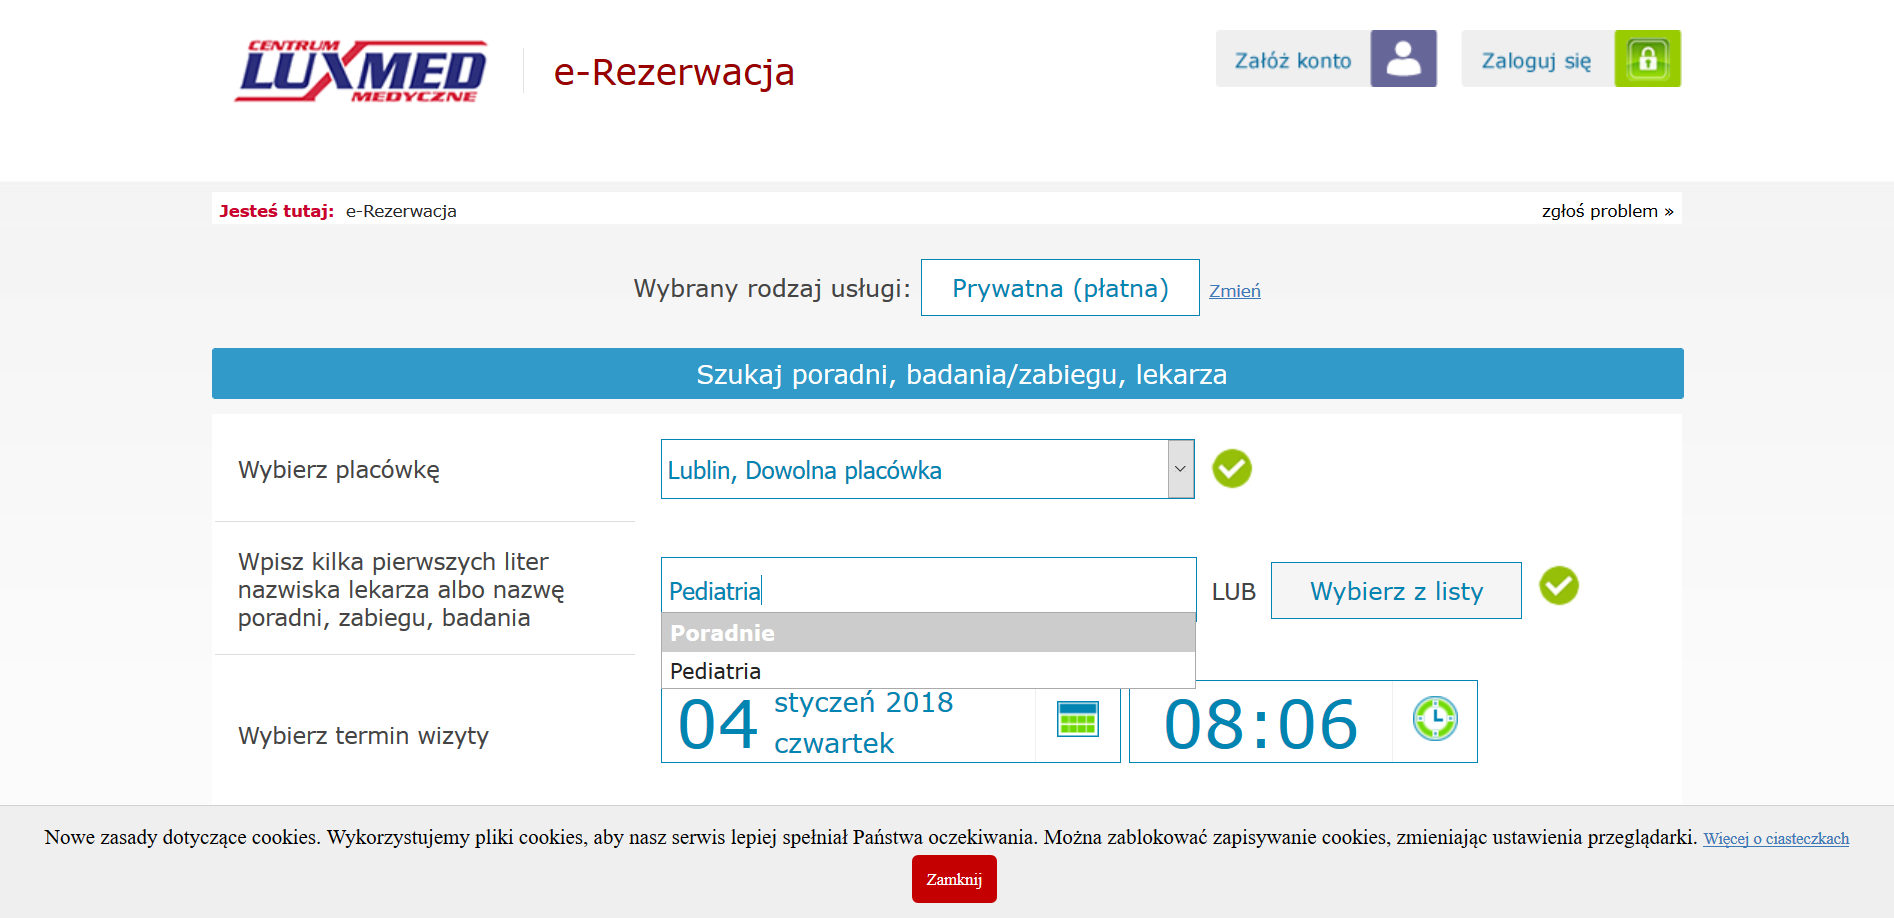 CENTRUM
LUXMED
MEDYCZNE
e-Rezerwacja
Załóż konto
Zaloguj się
Jesteś tutaj: e-Rezerwacja
zgłoś problem »
Wybrany rodzaj usługi: Prywatna (płatna) Zmień
Szukaj poradni, badania/zabiegu, lekarza
Wybierz placówkę
Lublin, Dowolna placówka
Wpisz kilka pierwszych liter
nazwiska lekarza albo nazwę
poradni, zabiegu, badania
Pediatria
LUB
Wybierz z listy
Poradnie
Pediatria
Wybierz termin wizyty
04
styczeń 2018
czwartek
08:06
Nowe zasady dotyczące cookies. Wykorzystujemy pliki cookies, aby nasz serwis lepiej spełniał Państwa oczekiwania. Można zablokować zapisywanie cookies, zmieniając ustawienia przeglądarki. Więcej o ciasteczkach
Zamknij